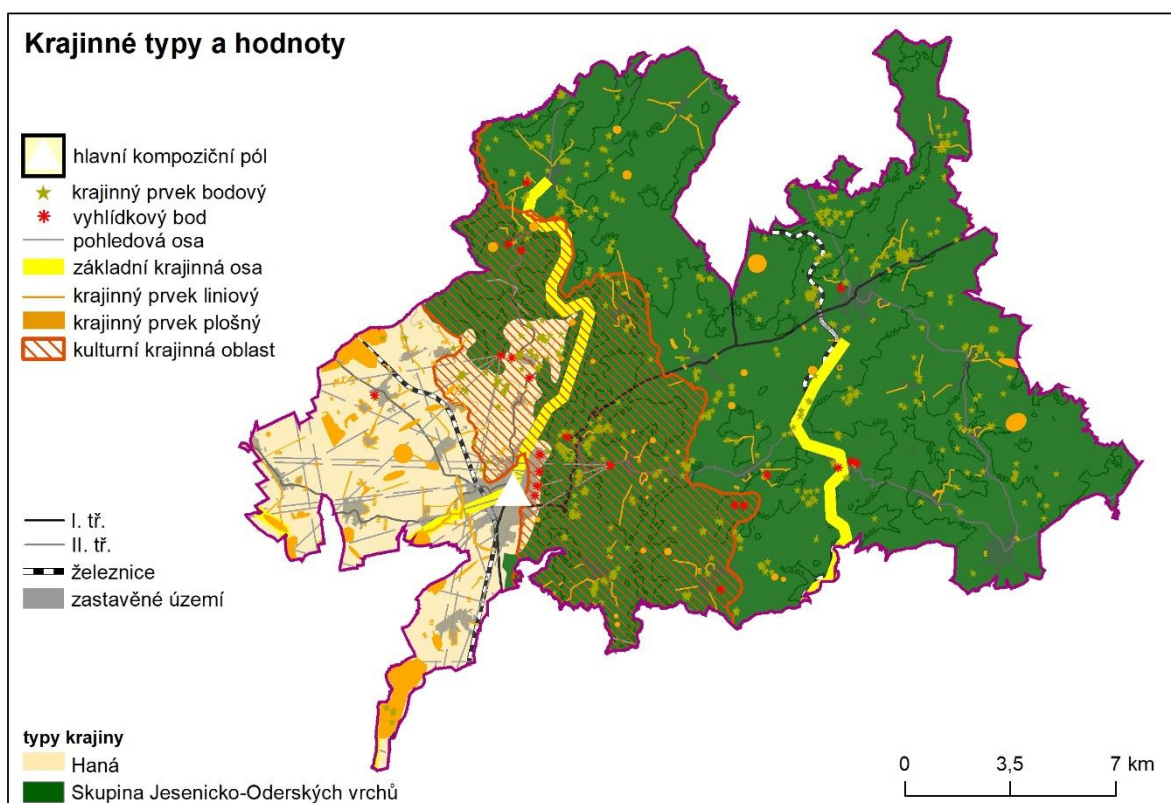 Krajinné typy a hodnoty
hlavní kompoziční pól
krajinný prvek bodový
vyhlídkový bod
pohledová osa
základní krajinná osa
krajinný prvek liniový
krajinný prvek plošný
kulturní krajinná oblast
I. tř.
II. tř.
železnice
zastavěné území
typy krajiny
Haná
Skupina Jesenicko-Oderských vrchů
0 3,5 7 km